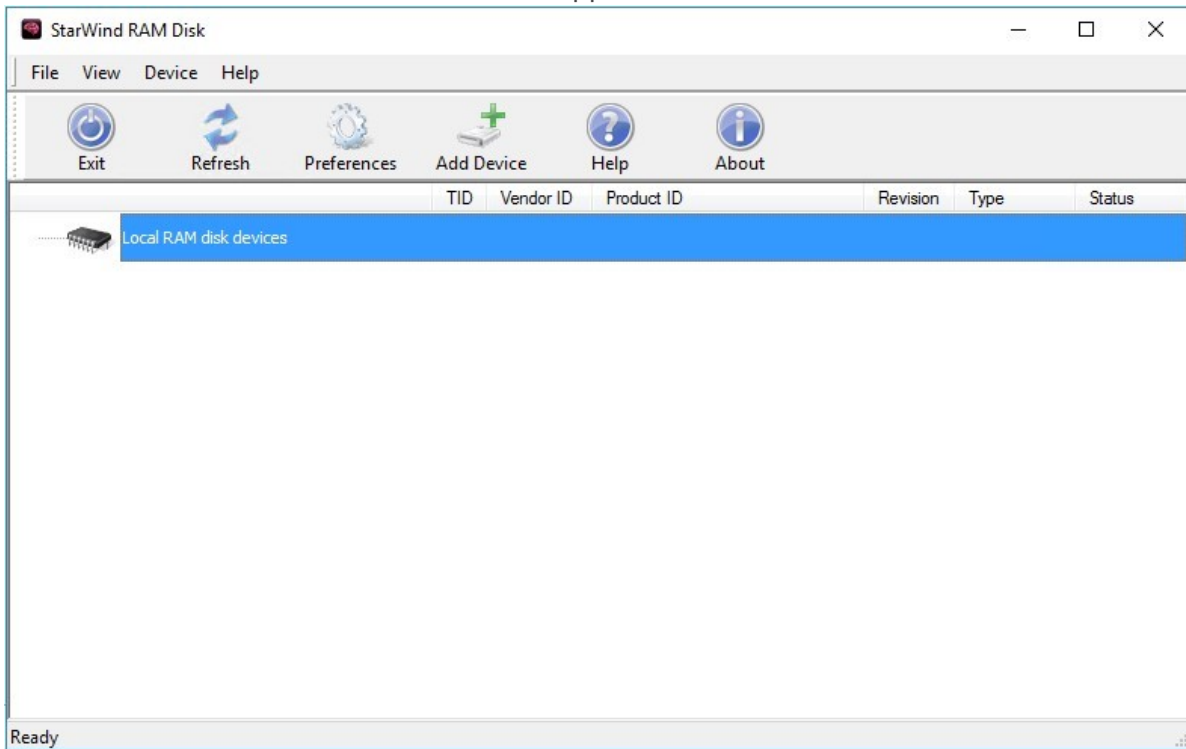 StarWind RAM Disk
File View Device Help
Exit Refresh Preferences Add Device Help About
TID Vendor ID Product ID Revision Type Status
Local RAM disk devices
Ready